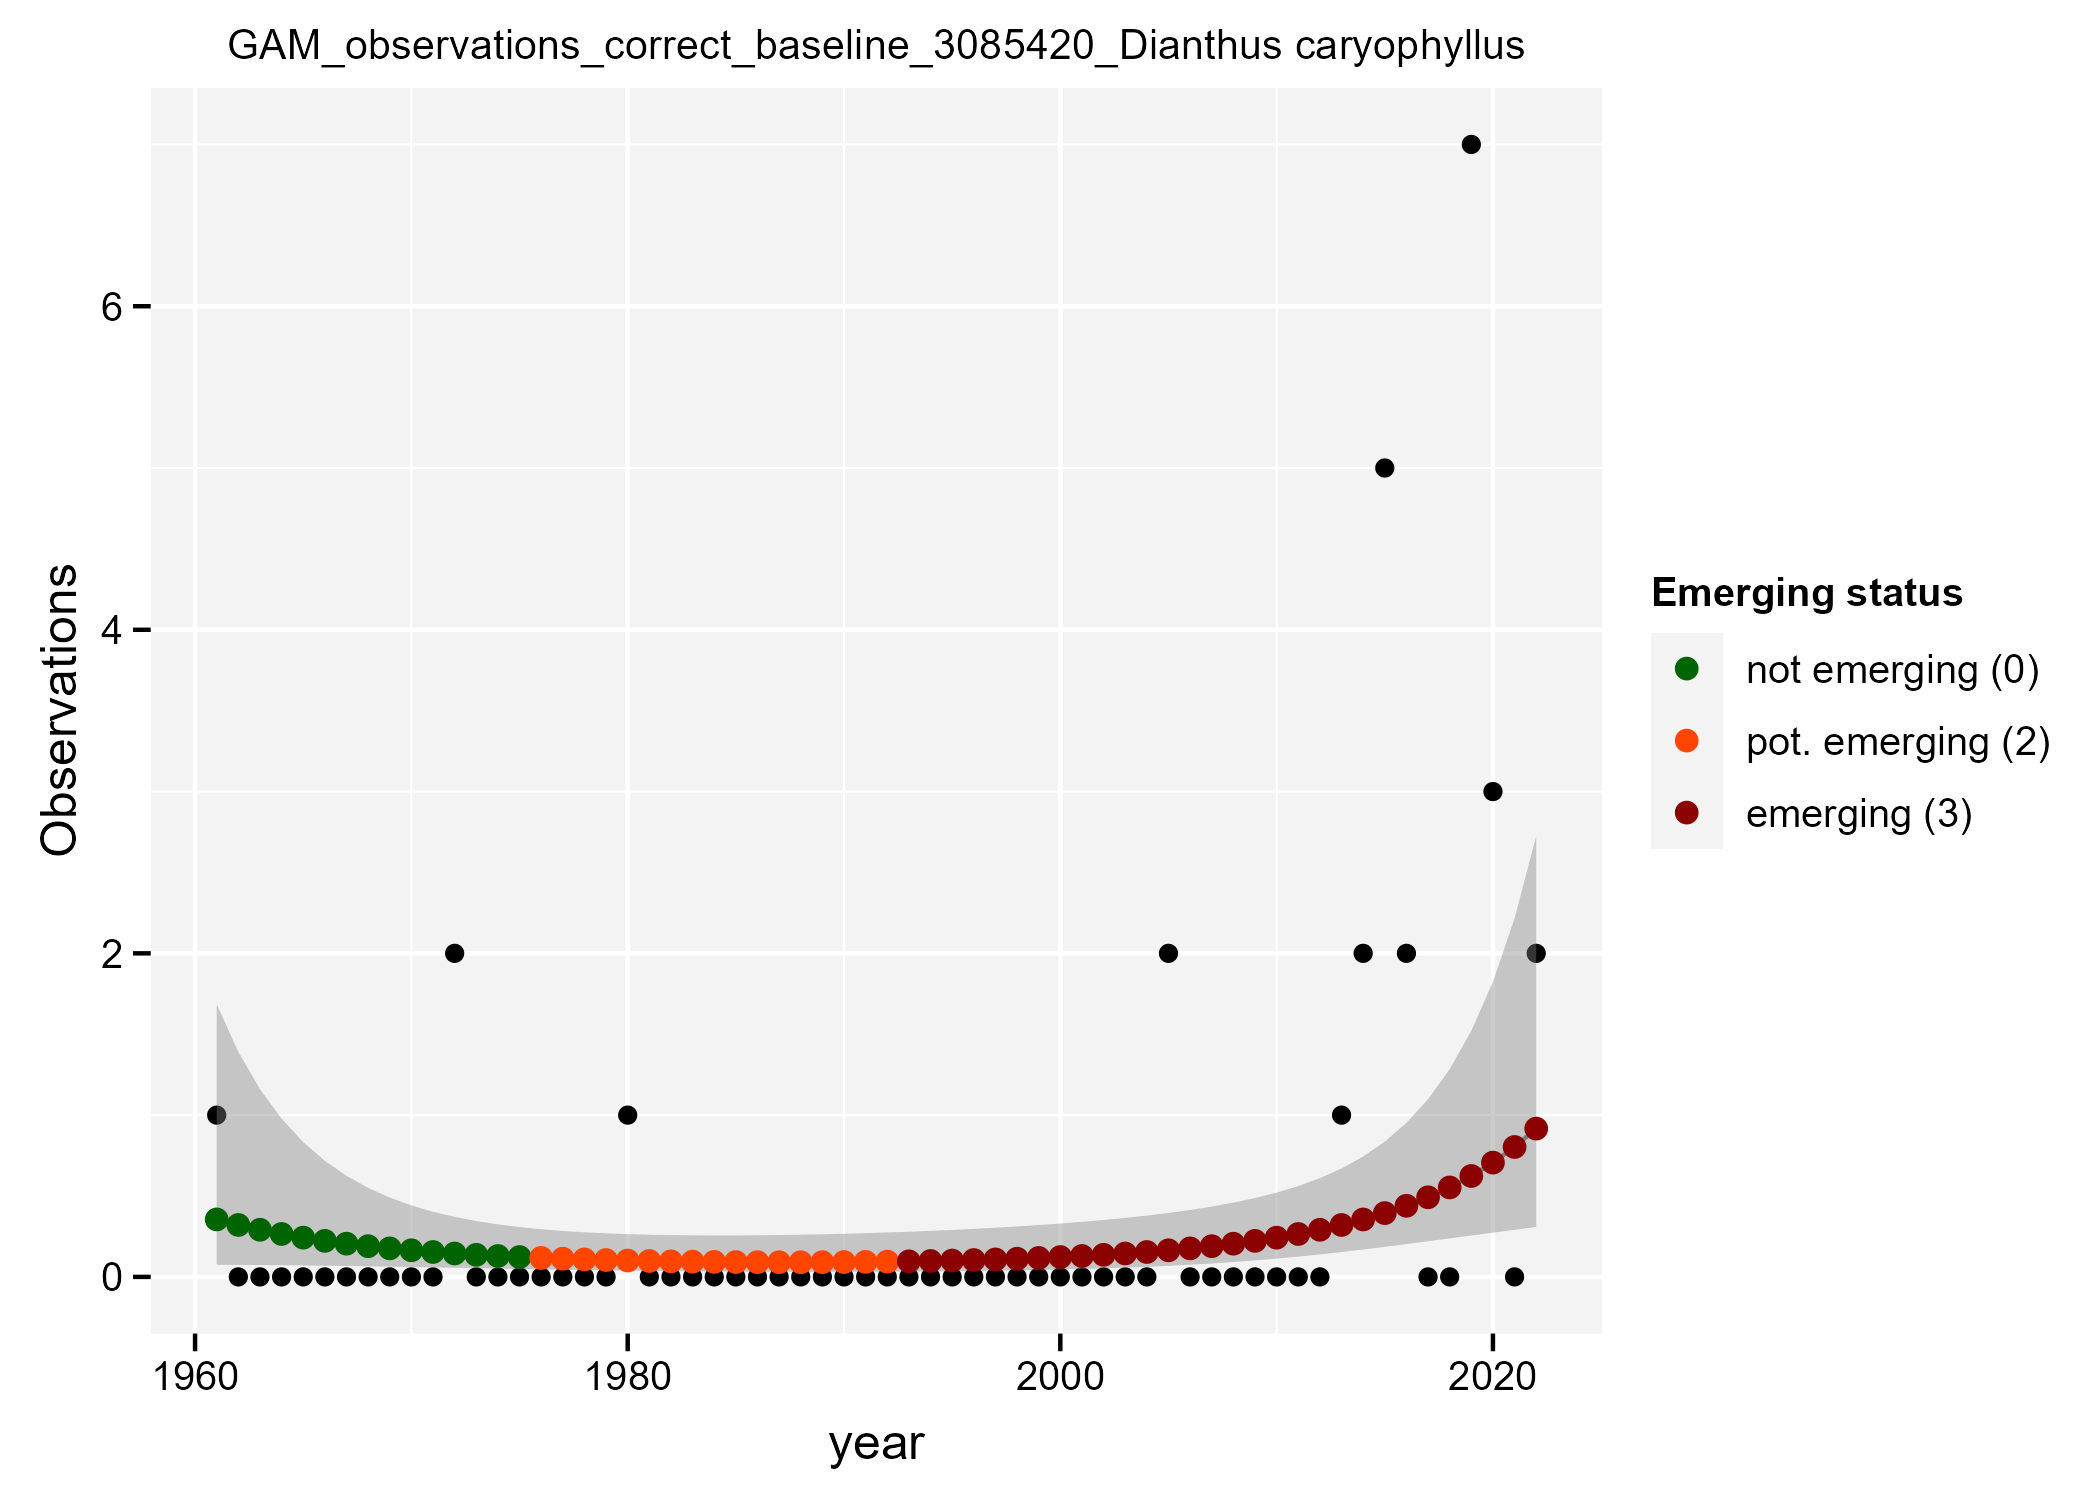 GAM_observations_correct_baseline_3085420_Dianthus caryophyllus
Observations
6
4
2
0
1960
1980
2000
2020
year
Emerging status
not emerging (0)
pot. emerging (2)
emerging (3)